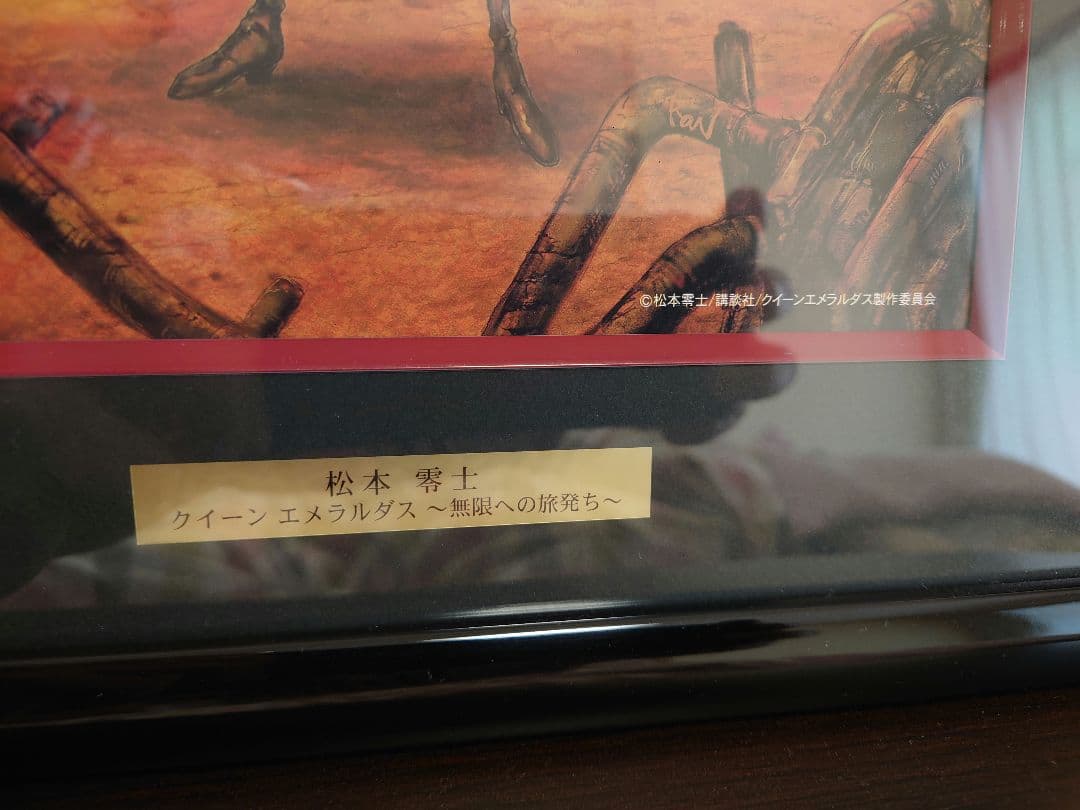 ©松本零士/講談社/クイーンエメラルダス製作委員会
松本 零士
クイーン エメラルダス ～無限への旅発ち～